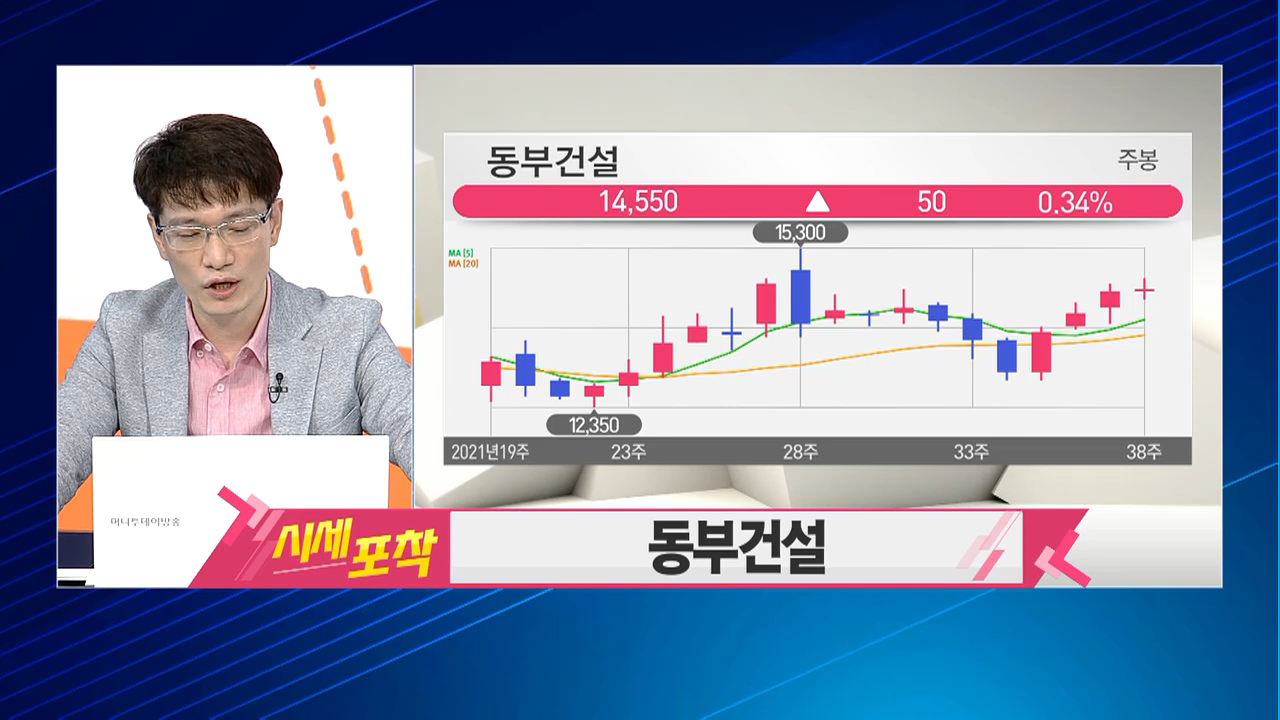 동부건설
주봉
14,550 ▲ 50 0.34%
15,300
MA [5]
MA [20]
12,350
2021년19주 23주 28주 33주 38주
머니투데이방송
시세포착
동부건설